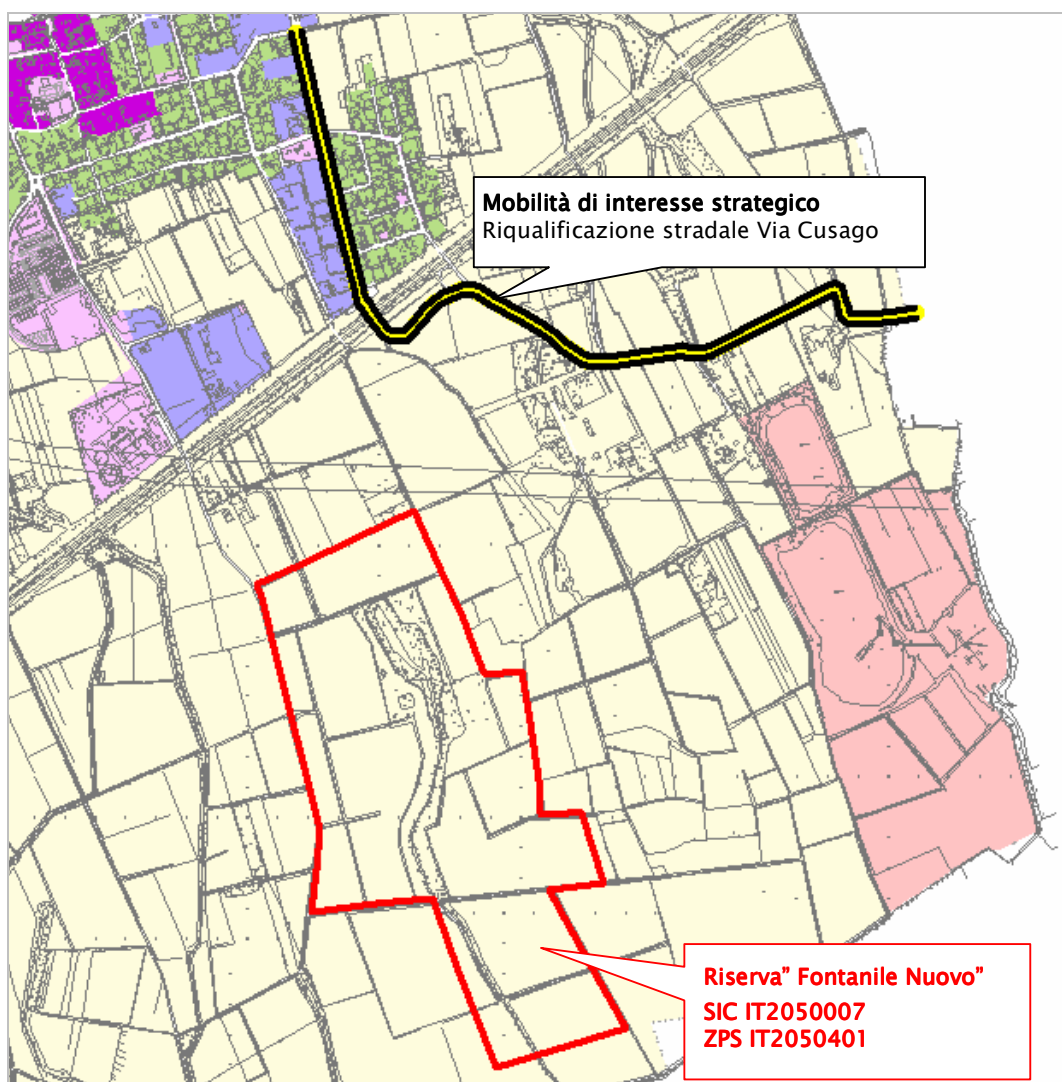 Mobilità di interesse strategico
Riqualificazione stradale Via Cusago
Riserva” Fontanile Nuovo”
SIC IT2050007
ZPS IT2050401